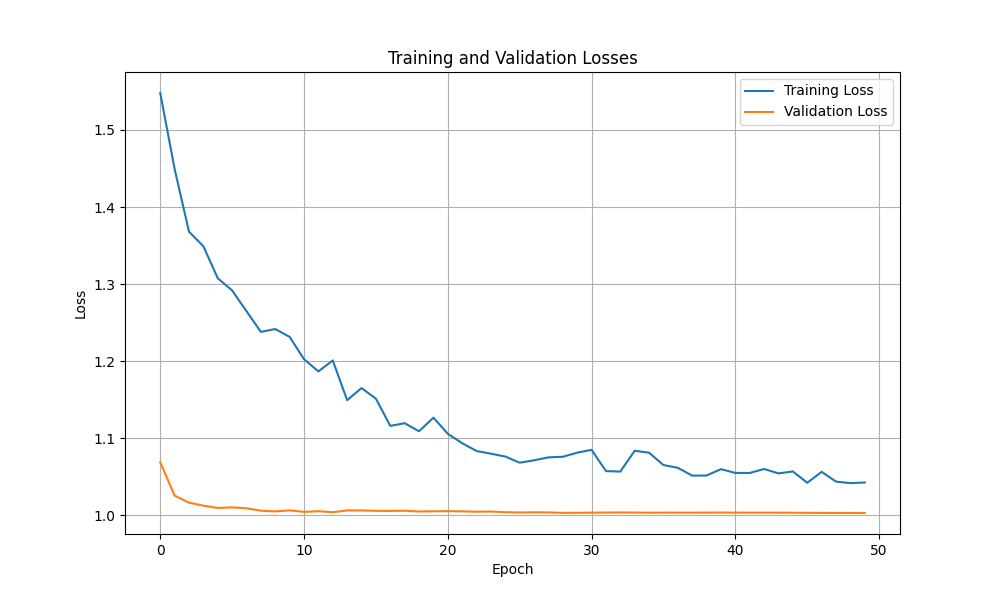 Training and Validation Losses
Training Loss
Validation Loss
1.5
1.4
1.3
1.2
1.1
1.0
Loss
0 10 20 30 40 50
Epoch